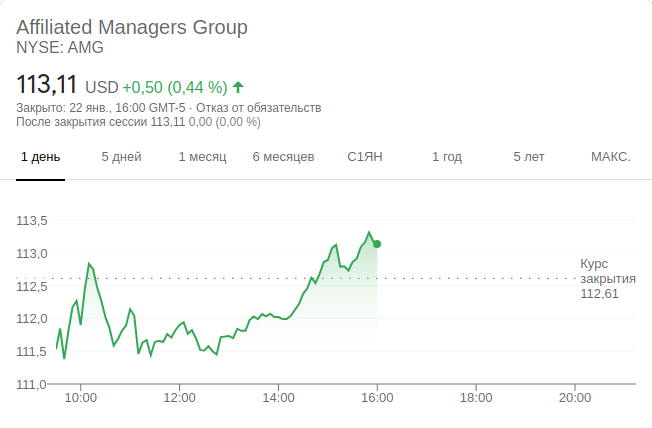 Affiliated Managers Group
NYSE: AMG
113,11 USD +0,50 (0,44 %)
Закрыто: 22 янв., 16:00 GMT-5 · Отказ от обязательств
После закрытия сессии 113,11 0,00 (0,00 %)
1 день 5 дней 1 месяц 6 месяцев С1ЯН 1 год 5 лет МАКС.
113,5
113,0
Курс
закрытия
112,61
112,5
112,0
111,5
111,0
10:00 12:00 14:00 16:00 18:00 20:00